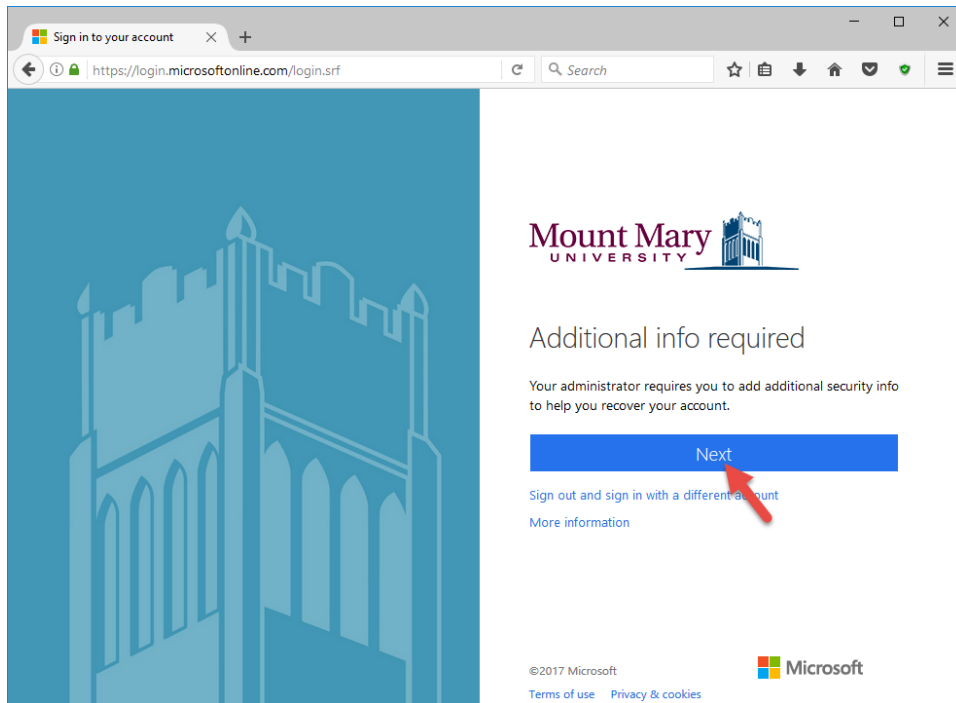 Sign in to your account
https://login.microsoftonline.com/login.srf
Search
Mount Mary
UNIVERSITY
Additional info required
Your administrator requires you to add additional security info
to help you recover your account.
Next
Sign out and sign in with a different account
More information
©2017 Microsoft
Microsoft
Terms of use Privacy & cookies